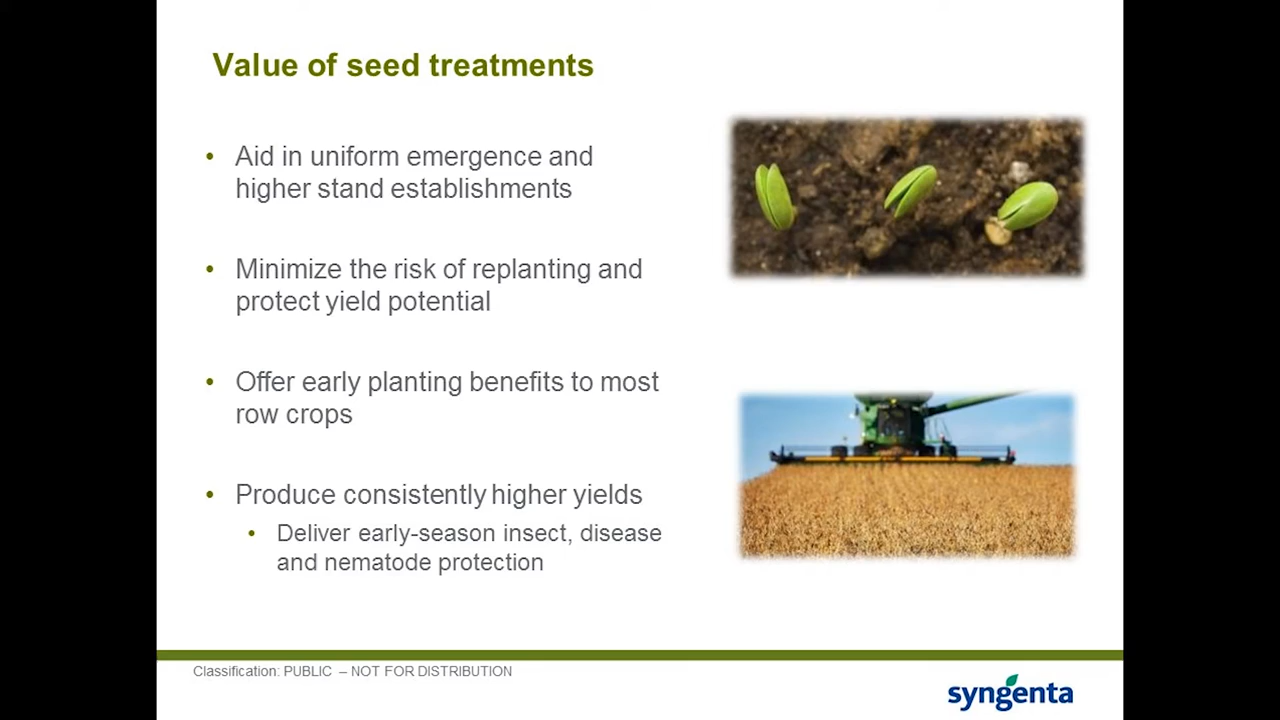 Value of seed treatments
• Aid in uniform emergence and
higher stand establishments
• Minimize the risk of replanting and
protect yield potential
• Offer early planting benefits to most
row crops
• Produce consistently higher yields
• Deliver early-season insect, disease
and nematode protection
Classification: PUBLIC – NOT FOR DISTRIBUTION
syngenta